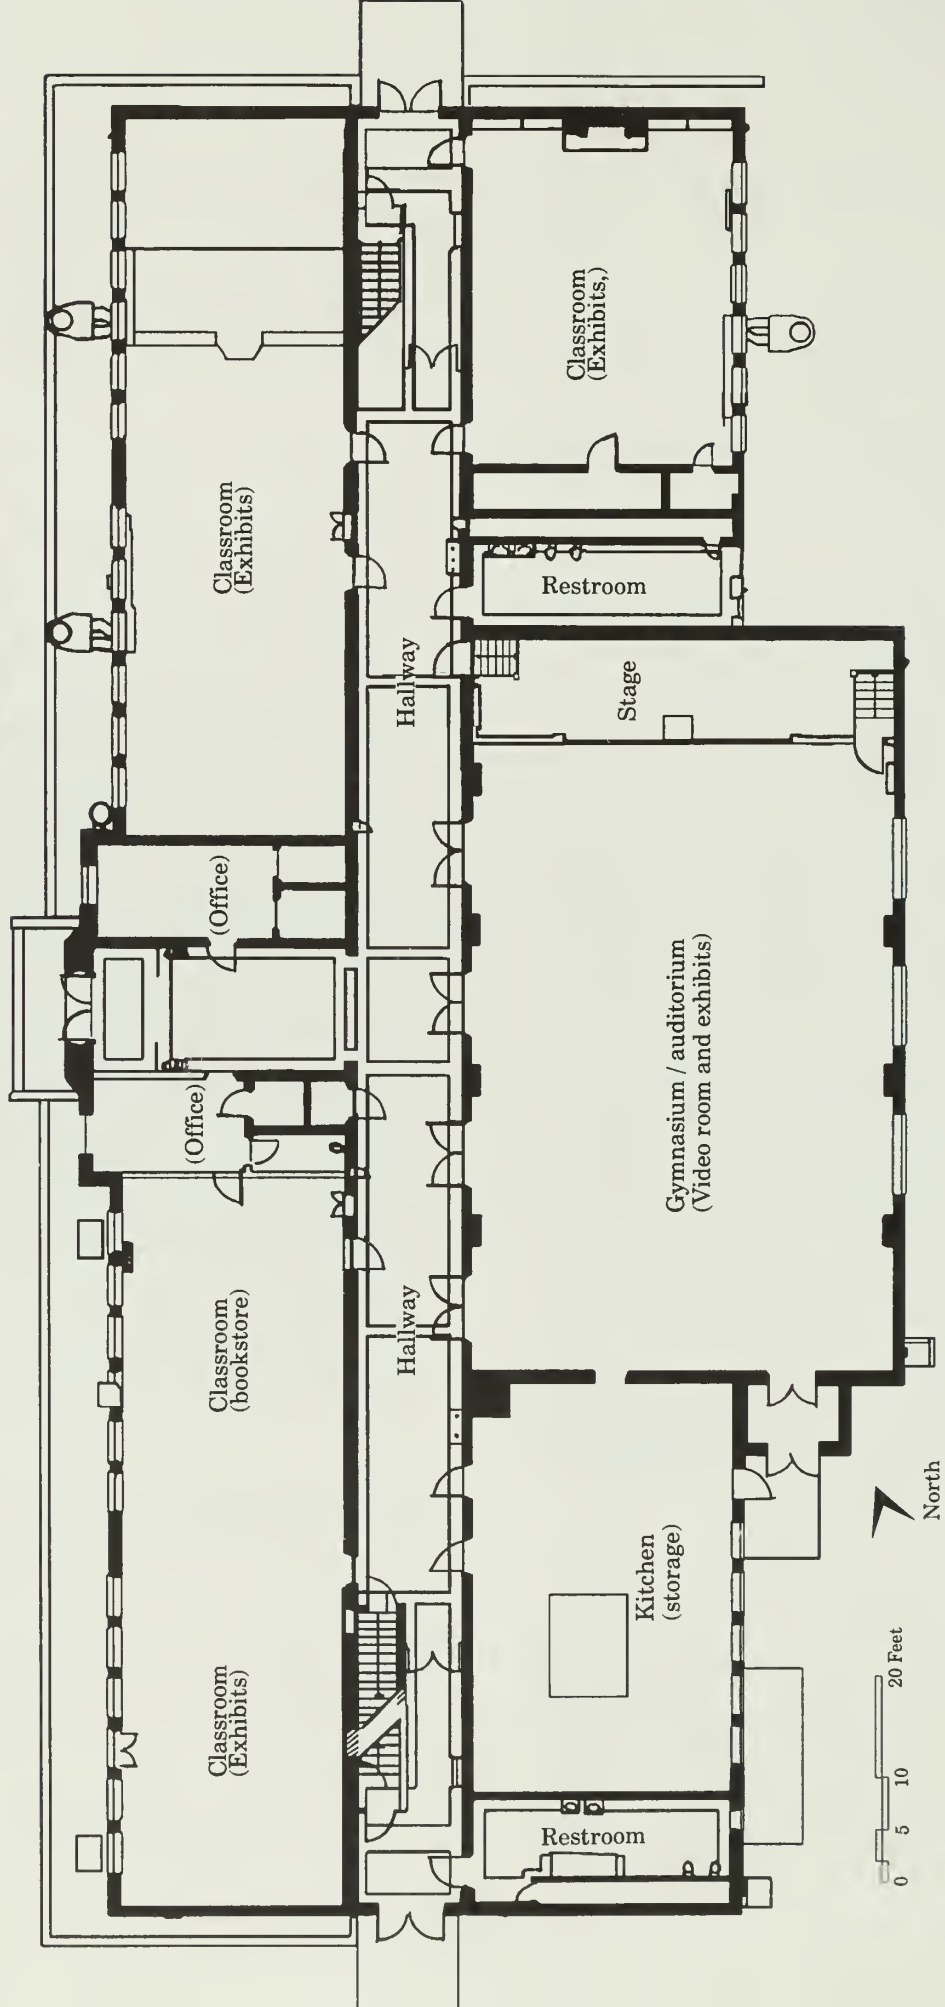 Classroom
(Exhibits)
Classroom
(bookstore)
(Office)
(Office)
Classroom
(Exhibits)
Hallway
Hallway
Restroom
Kitchen
(storage)
Gymnasium / auditorium
(Video room and exhibits)
Stage
Restroom
Classroom
(Exhibits,)
0 5 10 20 Feet
North